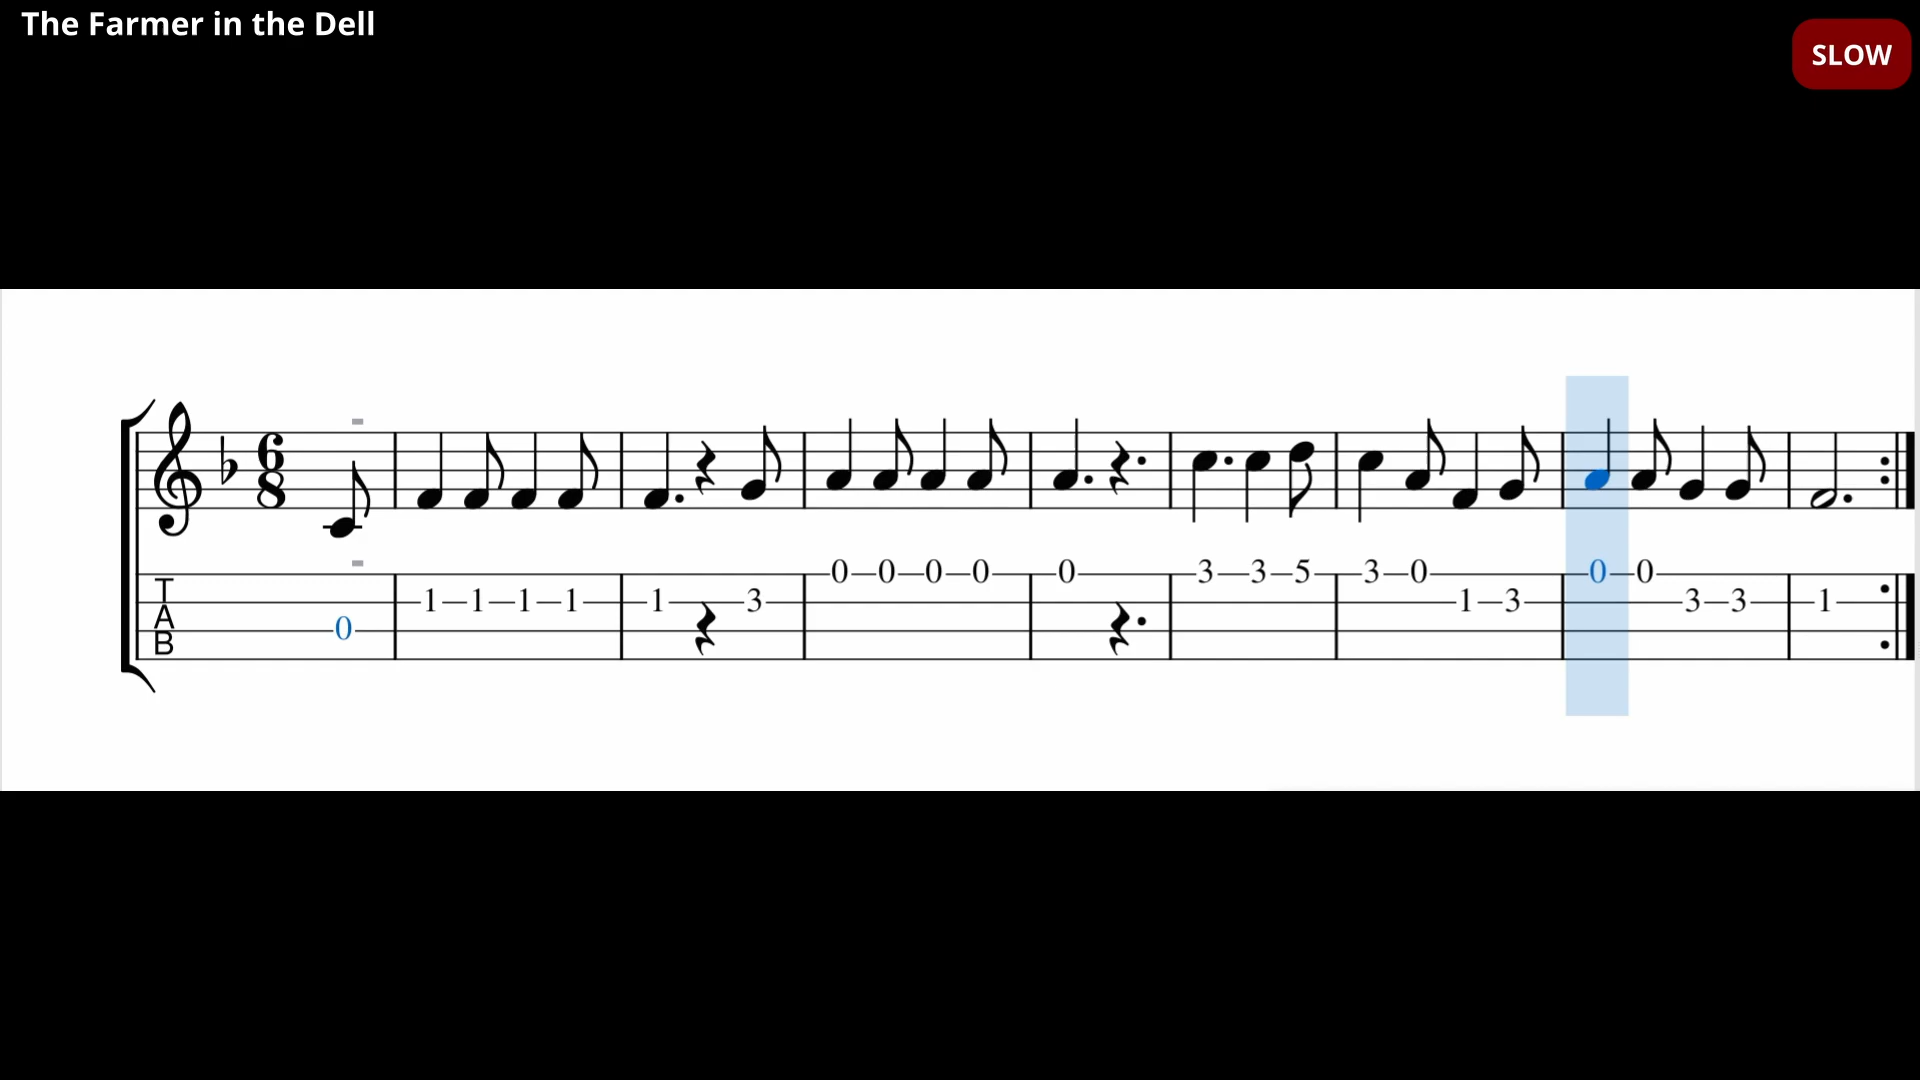 The Farmer in the Dell
SLOW
6
8
0 0 0 0 0 3 3 5 3 0 0 0
T 1 1 1 1 1 3 1 3 3 3 1
A 0
B